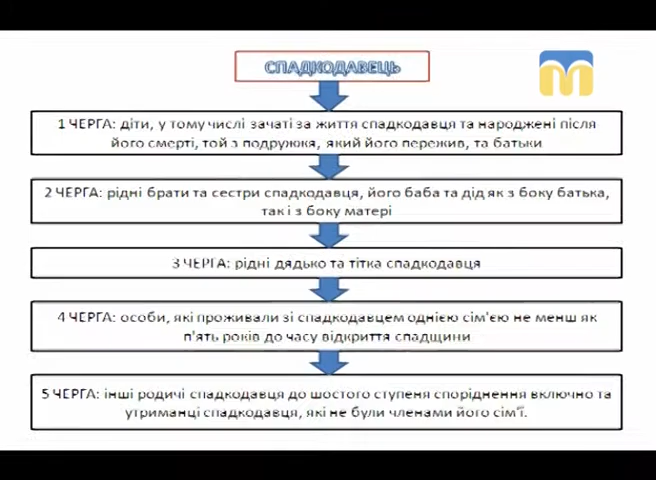 СПАДКОДАВЕЦЬ
1 ЧЕРГА: діти, у тому числі зачаті за життя спадкодавця та народжені після
його смерті, той з подружжя, який його пережив, та батьки
2 ЧЕРГА: рідні брати та сестри спадкодавця, його баба та дід як з боку батька,
так і з боку матері
3 ЧЕРГА: рідні дядько та тітка спадкодавця
4 ЧЕРГА: особи, які проживали зі спадкодавцем однією сім'єю не менш як
п'ять років до часу відкриття спадщини
5 ЧЕРГА: інші родичі спадкодавця до шостого ступеня споріднення включно та
утриманці спадкодавця, які не були членами його сім'ї.